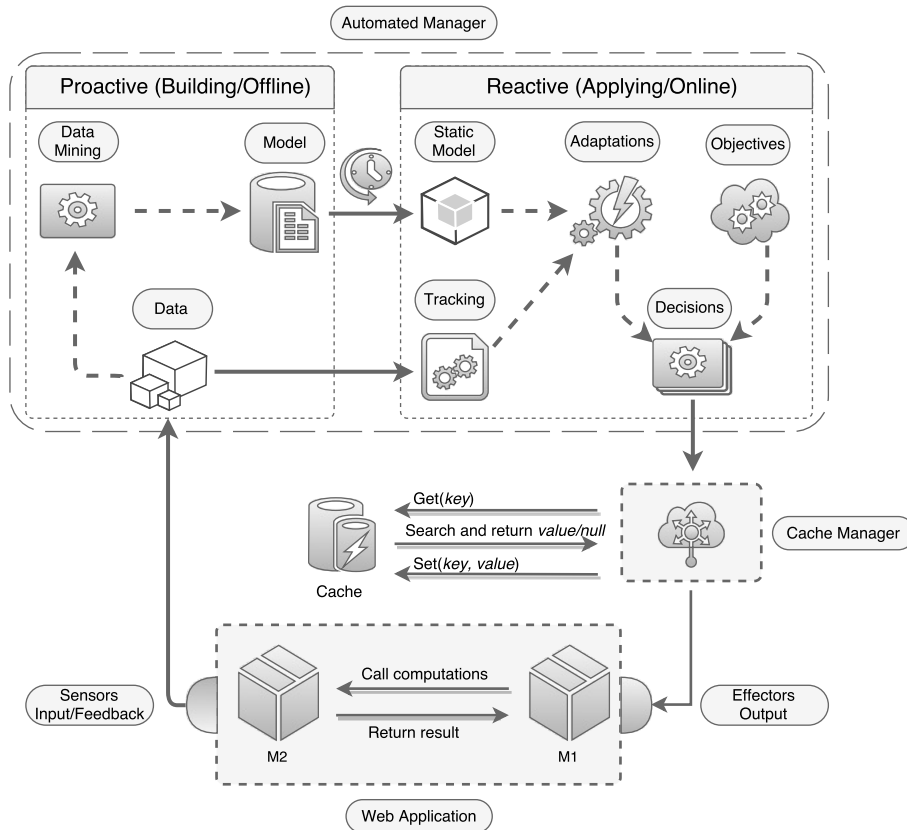 Automated Manager
Proactive (Building/Offline)
Reactive (Applying/Online)
Data
Mining
Model
Static
Model
Adaptations
Objectives
Data
Tracking
Decisions
Get(key)
Search and return value/null
Set(key, value)
Cache
Cache Manager
Sensors
Input/Feedback
Call computations
Return result
M2
M1
Effectors
Output
Web Application